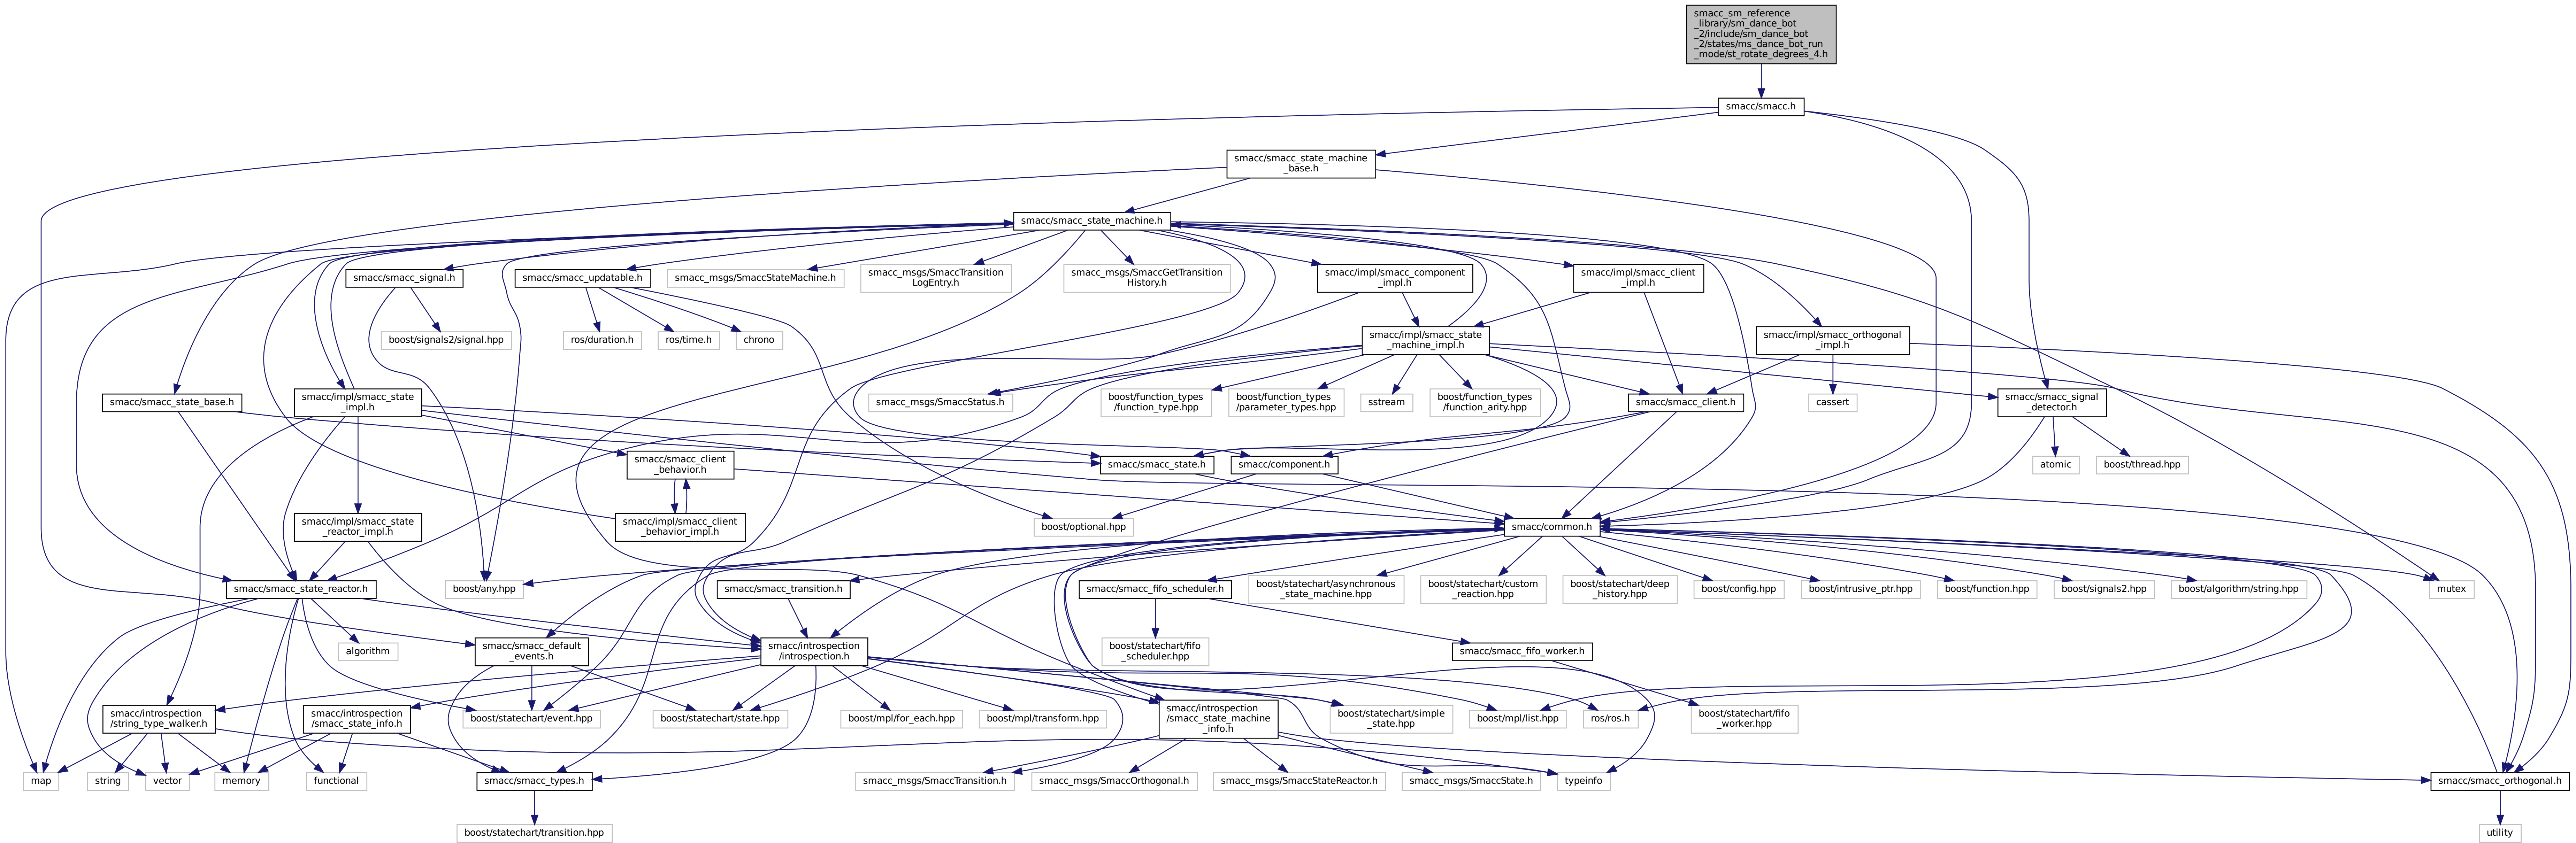 smacc_sm_reference
_library/sm_dance_bot
_2/include/sm_dance_bot
_2/states/ms_dance_bot_run
_mode/st_rotate_degrees_4.h
smacc/smacc.h
smacc/smacc_state_machine
_base.h
smacc/smacc_state_machine.h
smacc/smacc_signal.h
smacc/smacc_updatable.h
smacc_msgs/SmaccStateMachine.h
smacc_msgs/SmaccTransition
LogEntry.h
smacc_msgs/SmaccGetTransition
History.h
smacc/impl/smacc_component
_impl.h
smacc/impl/smacc_client
_impl.h
boost/signals2/signal.hpp
ros/duration.h
ros/time.h
chrono
smacc/impl/smacc_state
_machine_impl.h
smacc/impl/smacc_orthogonal
_impl.h
smacc/smacc_state_base.h
smacc/impl/smacc_state
_impl.h
smacc_msgs/SmaccStatus.h
boost/function_types
/function_type.hpp
boost/function_types
/parameter_types.hpp
sstream
boost/function_types
/function_arity.hpp
smacc/smacc_client.h
cassert
smacc/smacc_signal
_detector.h
smacc/smacc_client
_behavior.h
smacc/smacc_state.h
smacc/component.h
atomic
boost/thread.hpp
smacc/impl/smacc_state
_reactor_impl.h
smacc/impl/smacc_client
_behavior_impl.h
boost/optional.hpp
smacc/common.h
smacc/smacc_state_reactor.h
boost/any.hpp
smacc/smacc_transition.h
smacc/smacc_fifo_scheduler.h
boost/statechart/asynchronous
_state_machine.hpp
boost/statechart/custom
_reaction.hpp
boost/statechart/deep
_history.hpp
boost/config.hpp
boost/intrusive_ptr.hpp
boost/function.hpp
boost/signals2.hpp
boost/algorithm/string.hpp
mutex
algorithm
smacc/smacc_default
_events.h
smacc/introspection
/introspection.h
boost/statechart/fifo
_scheduler.hpp
smacc/smacc_fifo_worker.h
smacc/introspection
/string_type_walker.h
smacc/introspection
/smacc_state_info.h
boost/statechart/event.hpp
boost/statechart/state.hpp
boost/mpl/for_each.hpp
boost/mpl/transform.hpp
smacc/introspection
/smacc_state_machine
_info.h
boost/statechart/simple
_state.hpp
boost/mpl/list.hpp
ros/ros.h
boost/statechart/fifo
_worker.hpp
map
string
vector
memory
functional
smacc/smacc_types.h
smacc_msgs/SmaccTransition.h
smacc_msgs/SmaccOrthogonal.h
smacc_msgs/SmaccStateReactor.h
smacc_msgs/SmaccState.h
typeinfo
smacc/smacc_orthogonal.h
boost/statechart/transition.hpp
utility